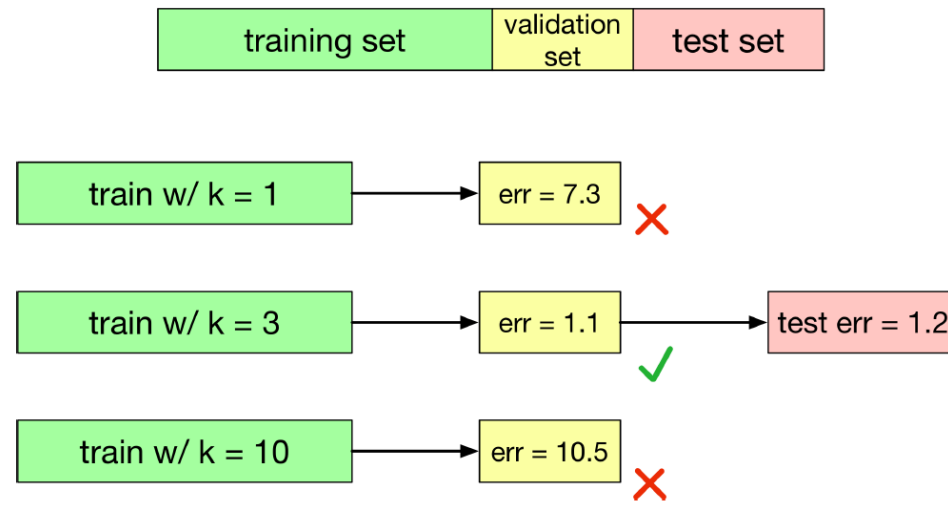 training set
validation
set
test set
train w/ k = 1
err = 7.3
train w/ k = 3
err = 1.1
test err = 1.2
train w/ k = 10
err = 10.5